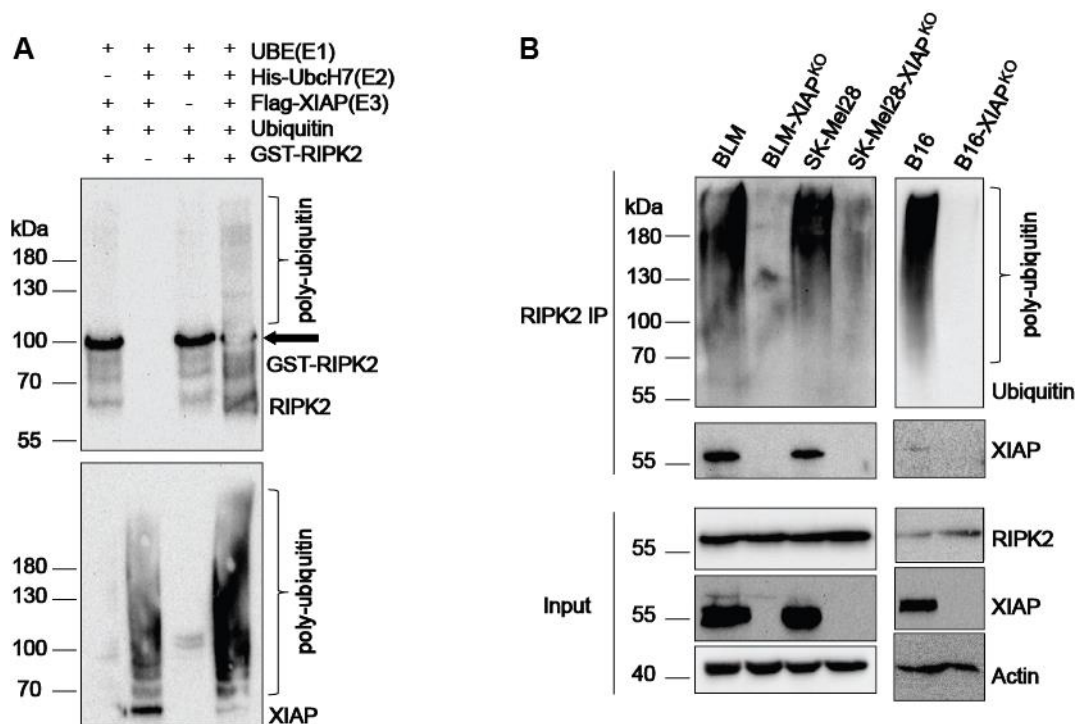 A
+ + + + UBE(E1)
- + + + His-UbcH7(E2)
+ + - + Flag-XIAP(E3)
+ + + + Ubiquitin
+ - + + GST-RIPK2
kDa
180
130
100
70
55
poly-ubiquitin
GST-RIPK2
RIPK2
180
130
100
70
poly-ubiquitin
XIAP
B
BLM
BLM-XIAPKO
SK-Mel28
SK-Mel28-XIAPKO
B16
B16-XIAPKO
RIPK2 IP
kDa
180
130
100
70
55
poly-ubiquitin
Ubiquitin
55
XIAP
Input
55
RIPK2
55
XIAP
40
Actin